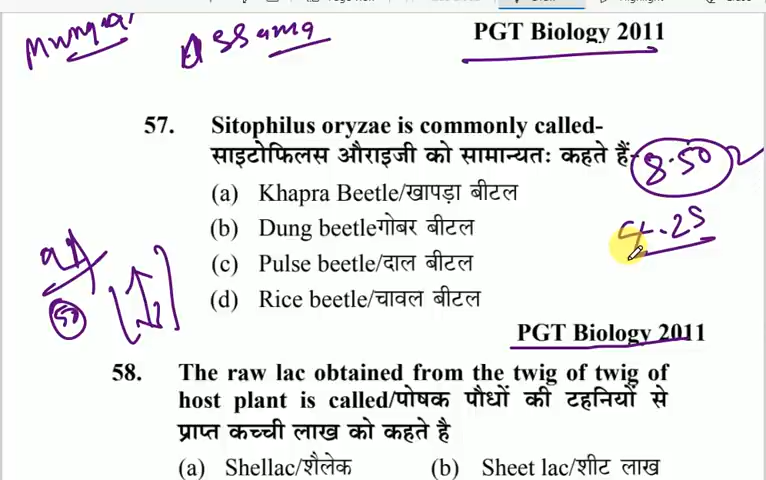 Assama
PGT Biology 2011
57. Sitophilus oryzae is commonly called-
साइटोफिलस औराइजी को सामान्यतः कहते हैं-
8.50
(a) Khapra Beetle/खापड़ा बीटल
(b) Dung beetleगोबर बीटल
4.25
(c) Pulse beetle/दाल बीटल
(d) Rice beetle/चावल बीटल
50
PGT Biology 2011
58. The raw lac obtained from the twig of twig of
host plant is called/पोषक पौधों की टहनियों से
प्राप्त कच्ची लाख को कहते है
(a) Shellac/शैलेक (b) Sheet lac/शीट लाख